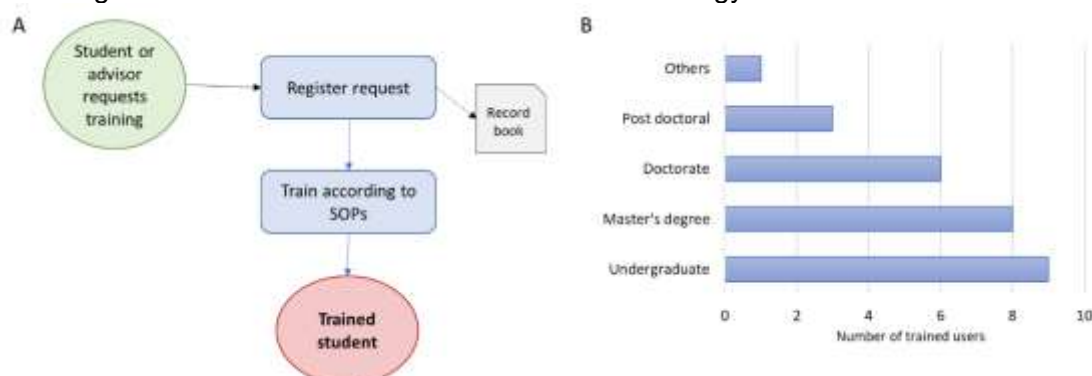 A
Student or
advisor
requests
training
Register request
Record
book
Train according to
SOPs
Trained
student
B
Others
Post doctoral
Doctorate
Master's degree
Undergraduate
0 2 4 6 8 10
Number of trained users